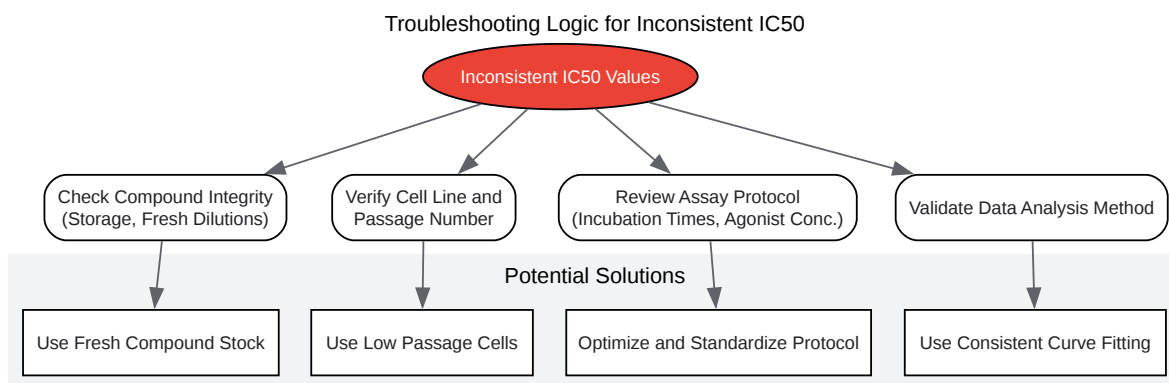 Troubleshooting Logic for Inconsistent IC50
Inconsistent IC50 Values
Check Compound Integrity
(Storage, Fresh Dilutions)
Verify Cell Line and
Passage Number
Review Assay Protocol
(Incubation Times, Agonist Conc.)
Validate Data Analysis Method
Potential Solutions
Use Fresh Compound Stock
Use Low Passage Cells
Optimize and Standardize Protocol
Use Consistent Curve Fitting